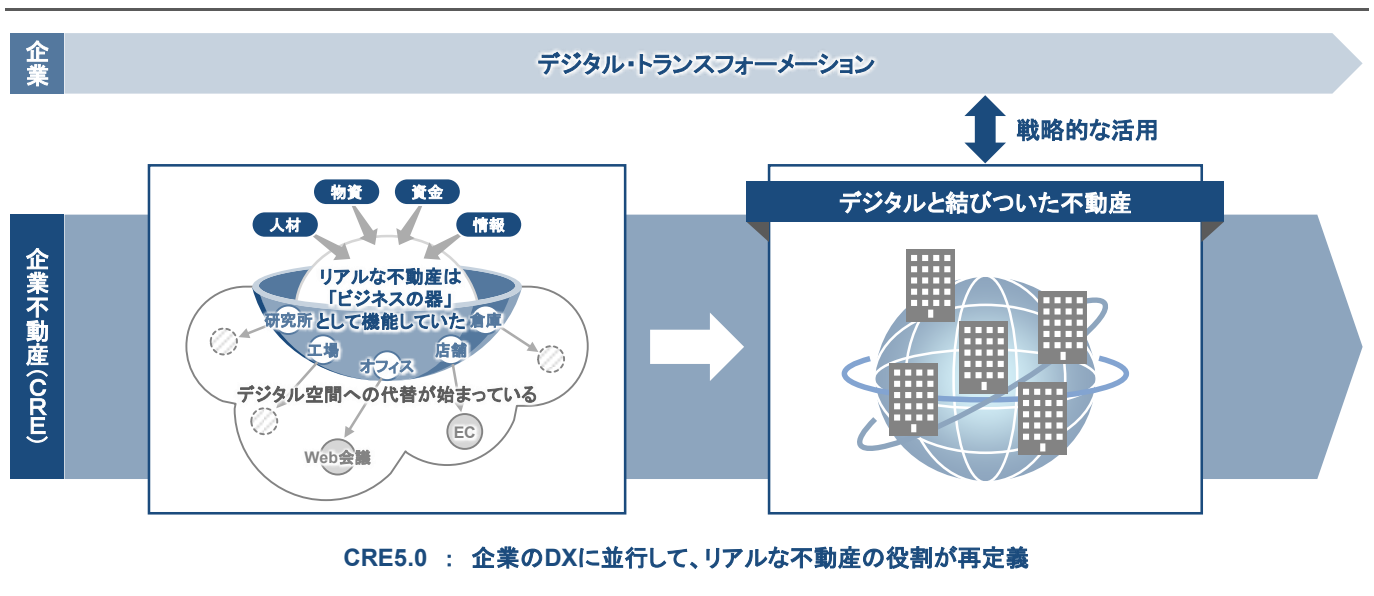 企業
デジタル・トランスフォーメーション
戦略的な活用
企業不動産(CRE)
物資
資金
人材
情報
リアルな不動産は
「ビジネスの器」
として機能していた
研究所
倉庫
工場
店舗
オフィス
デジタル空間への代替が始まっている
EC
Web会議
デジタルと結びついた不動産
CRE5.0 : 企業のDXに並行して、リアルな不動産の役割が再定義